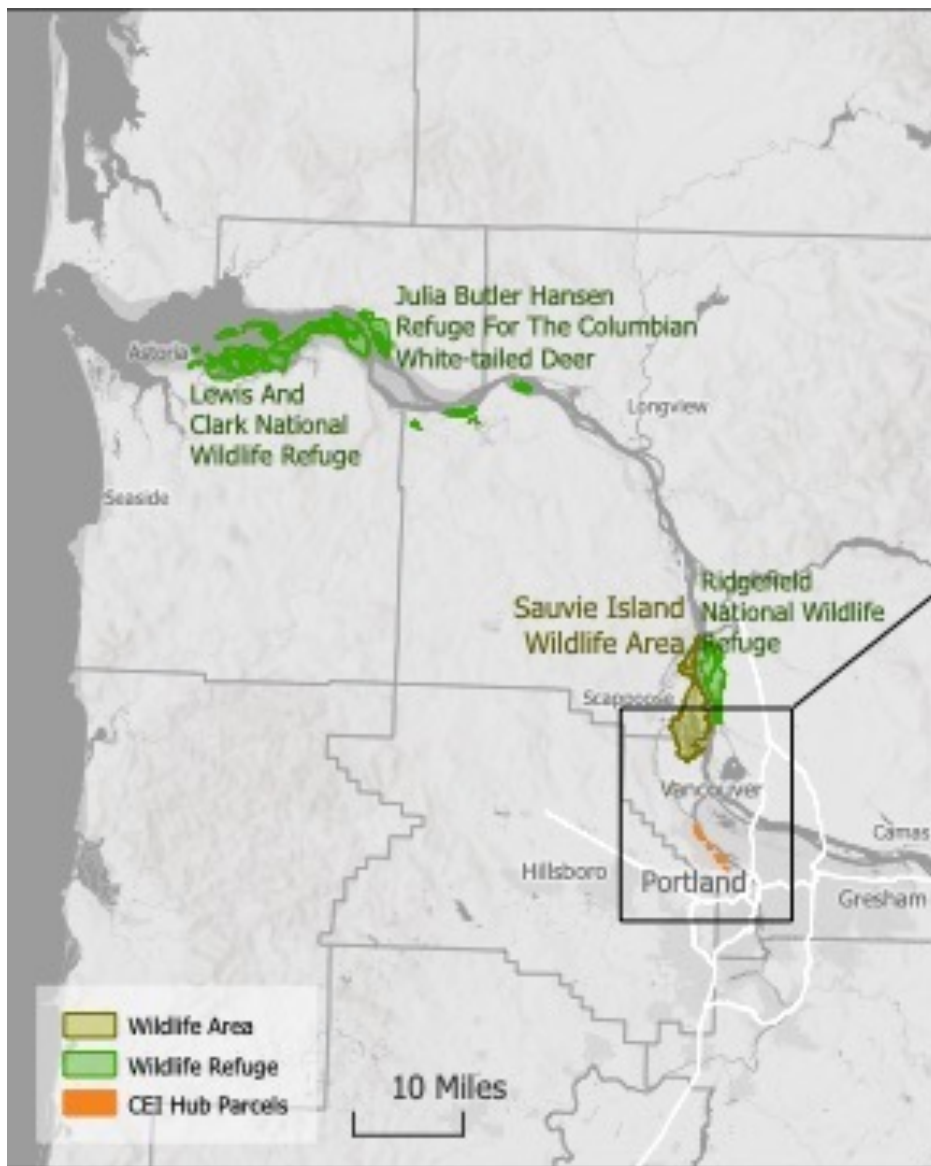 Julia Butler Hansen
Refuge For The Columbian
White-tailed Deer
Astoria
Lewis And
Clark National
Wildlife Refuge
Longview
Seaside
Ridgefield
National Wildlife
Refuge
Sauvie Island
Wildlife Area
Scappoose
Vancouver
Camas
Hillsboro
Portland
Gresham
Wildlife Area
Wildlife Refuge
CEI Hub Parcels
10 Miles